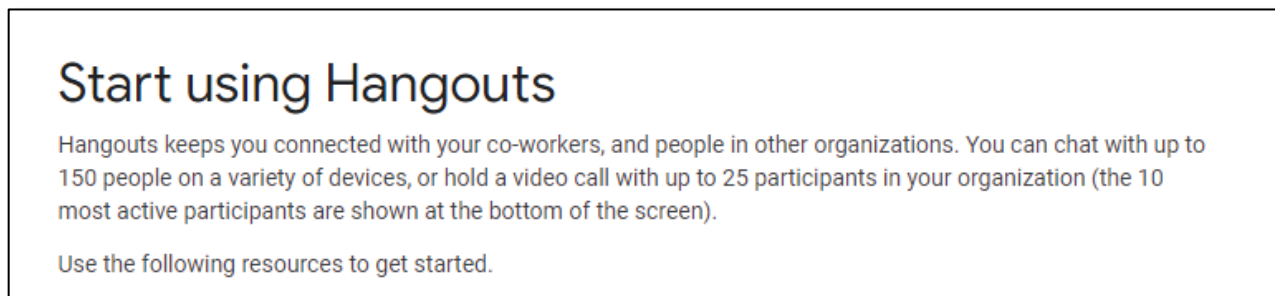 Start using Hangouts
Hangouts keeps you connected with your co-workers, and people in other organizations. You can chat with up to
150 people on a variety of devices, or hold a video call with up to 25 participants in your organization (the 10
most active participants are shown at the bottom of the screen).
Use the following resources to get started.